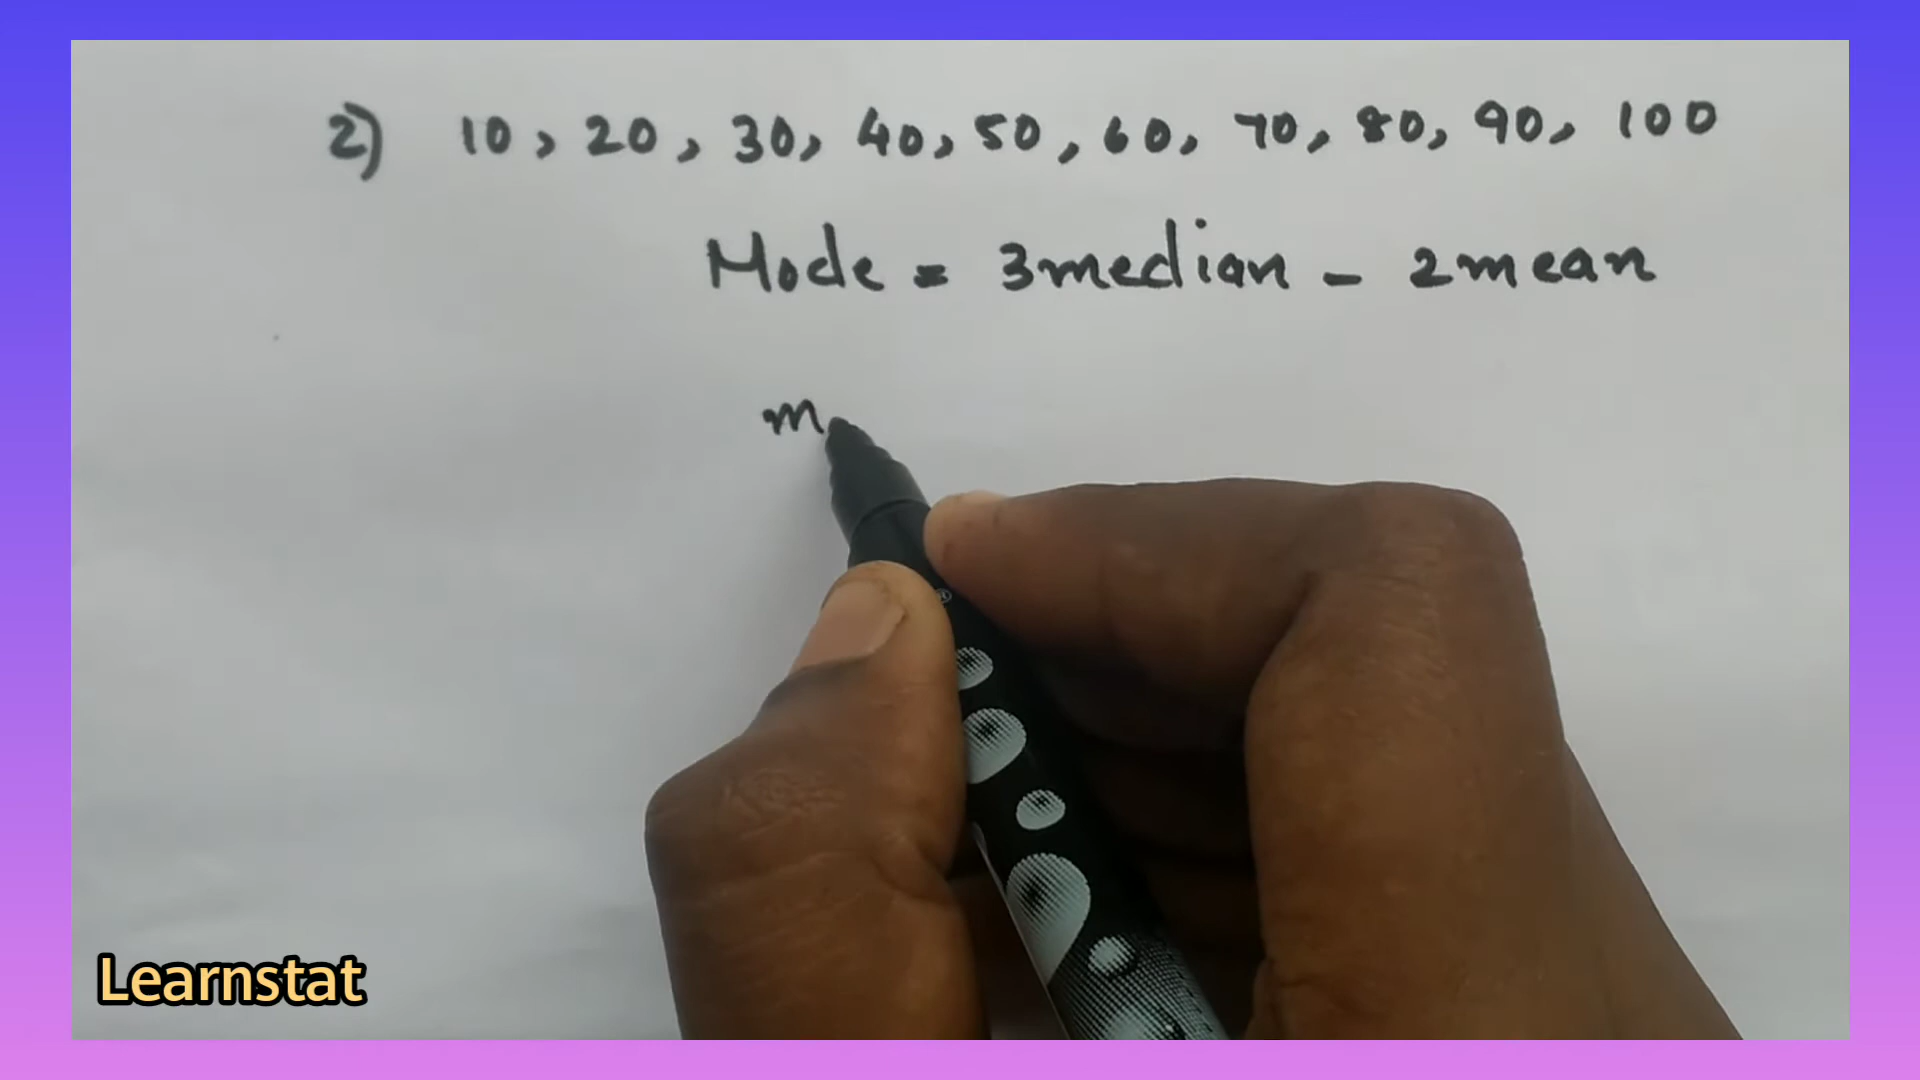 2) 10, 20, 30, 40, 50, 60, 70, 80, 90, 100
Mode = 3median - 2mean
m
Learnstat